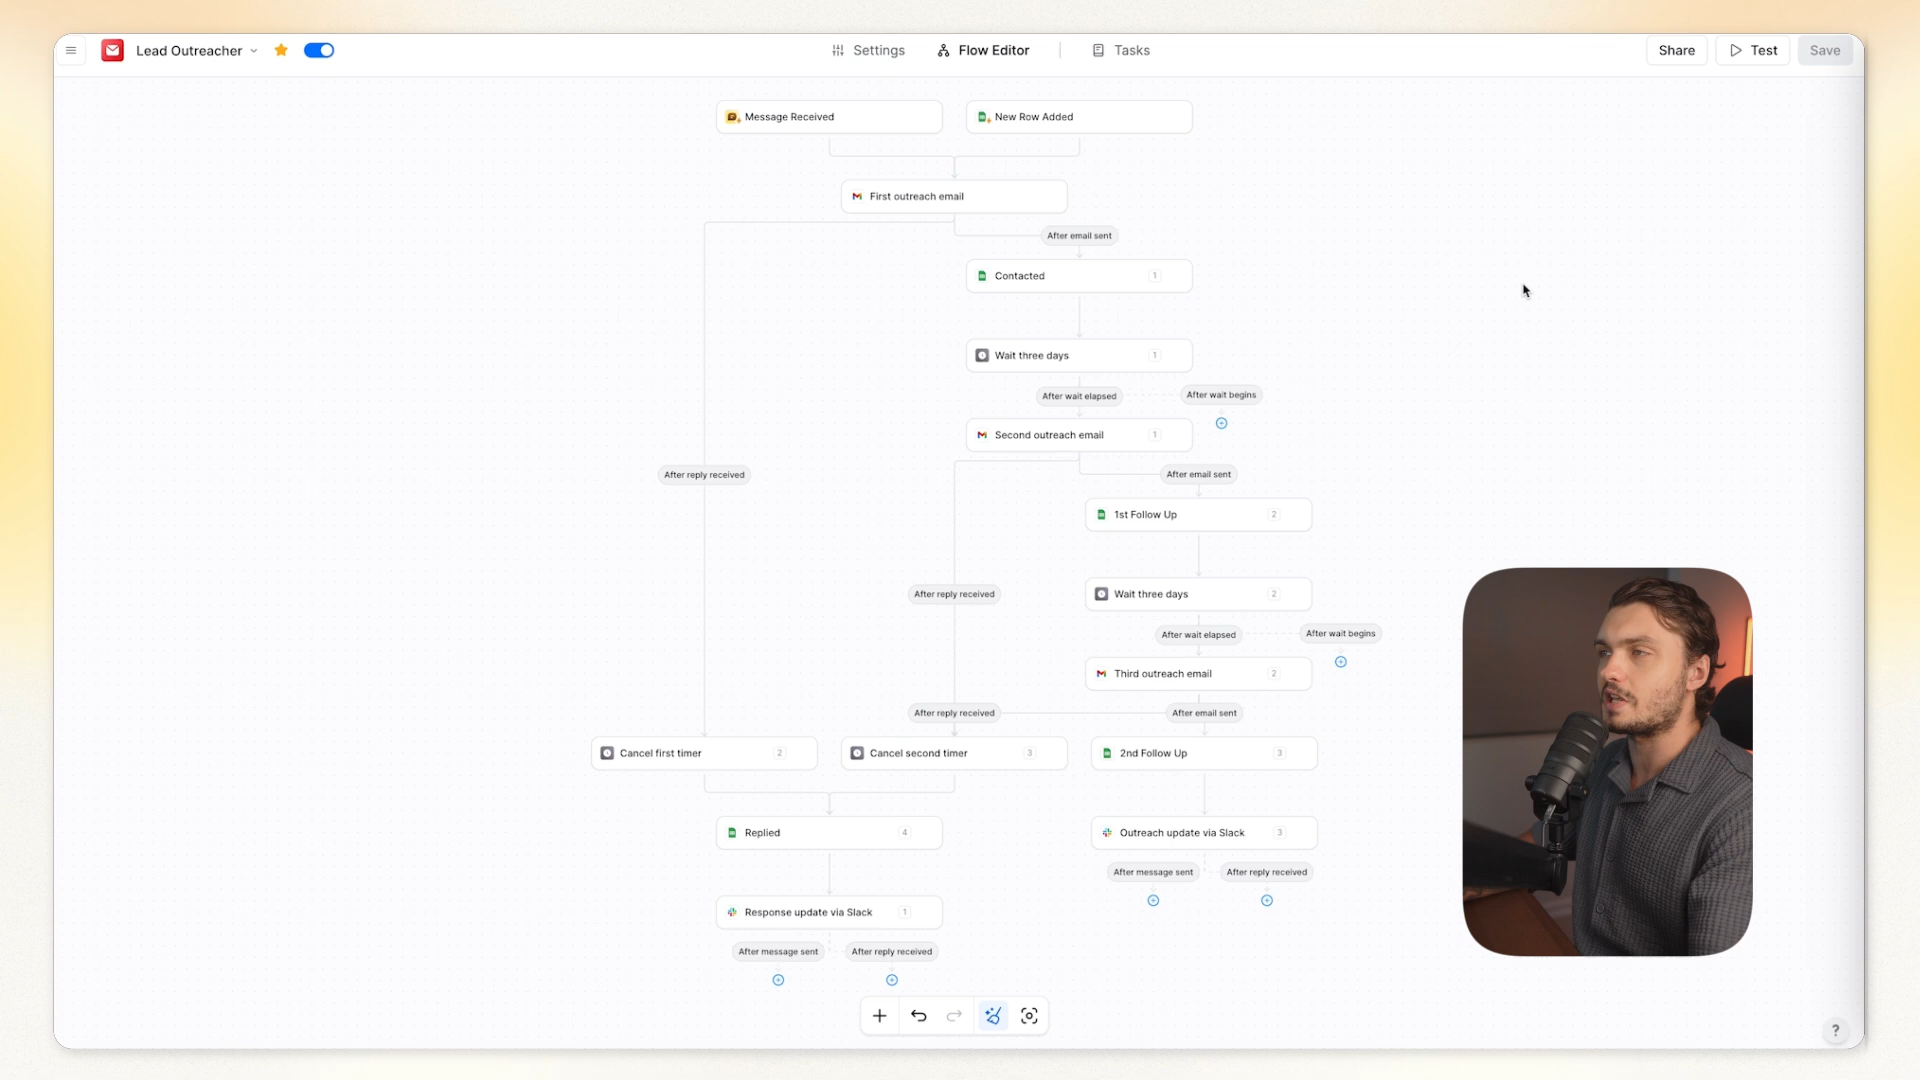 Lead Outreacher
Settings
Flow Editor
Tasks
Share
Test
Save
Message Received
New Row Added
First outreach email
After email sent
Contacted 1
Wait three days 1
After wait elapsed
After wait begins
Second outreach email 1
After reply received
After email sent
1st Follow Up 2
After reply received
Wait three days 2
After wait elapsed
After wait begins
Third outreach email 2
After reply received
After email sent
Cancel first timer 2
Cancel second timer 3
2nd Follow Up 3
Replied 4
Outreach update via Slack 3
After message sent
After reply received
Response update via Slack 1
After message sent
After reply received
?